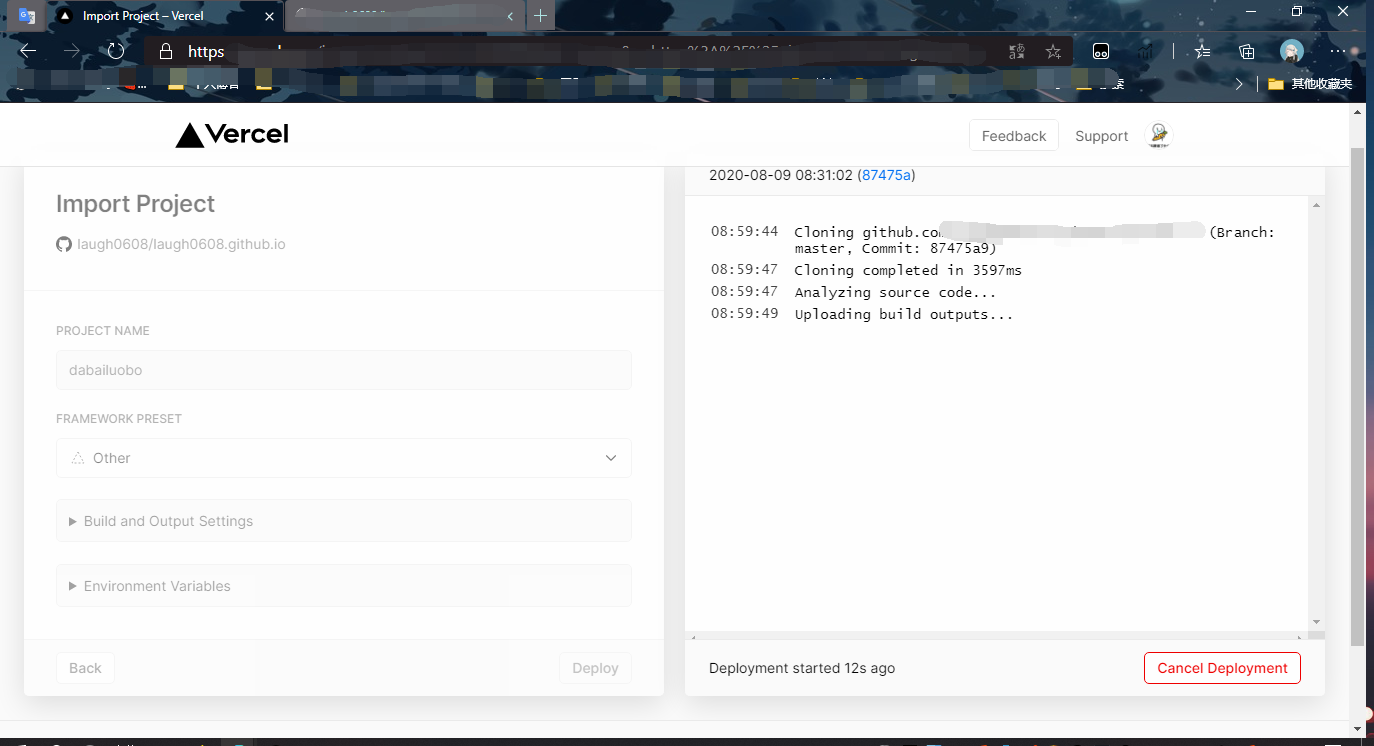 Import Project – Vercel
https
其他收藏夹
Vercel
Feedback
Support
Import Project
laugh0608/laugh0608.github.io
PROJECT NAME
dabailuobo
FRAMEWORK PRESET
Other
Build and Output Settings
Environment Variables
Back
Deploy
2020-08-09 08:31:02 (87475a)
08:59:44 Cloning github.com (Branch:
master, Commit: 87475a9)
08:59:47 Cloning completed in 3597ms
08:59:47 Analyzing source code...
08:59:49 Uploading build outputs...
Deployment started 12s ago
Cancel Deployment